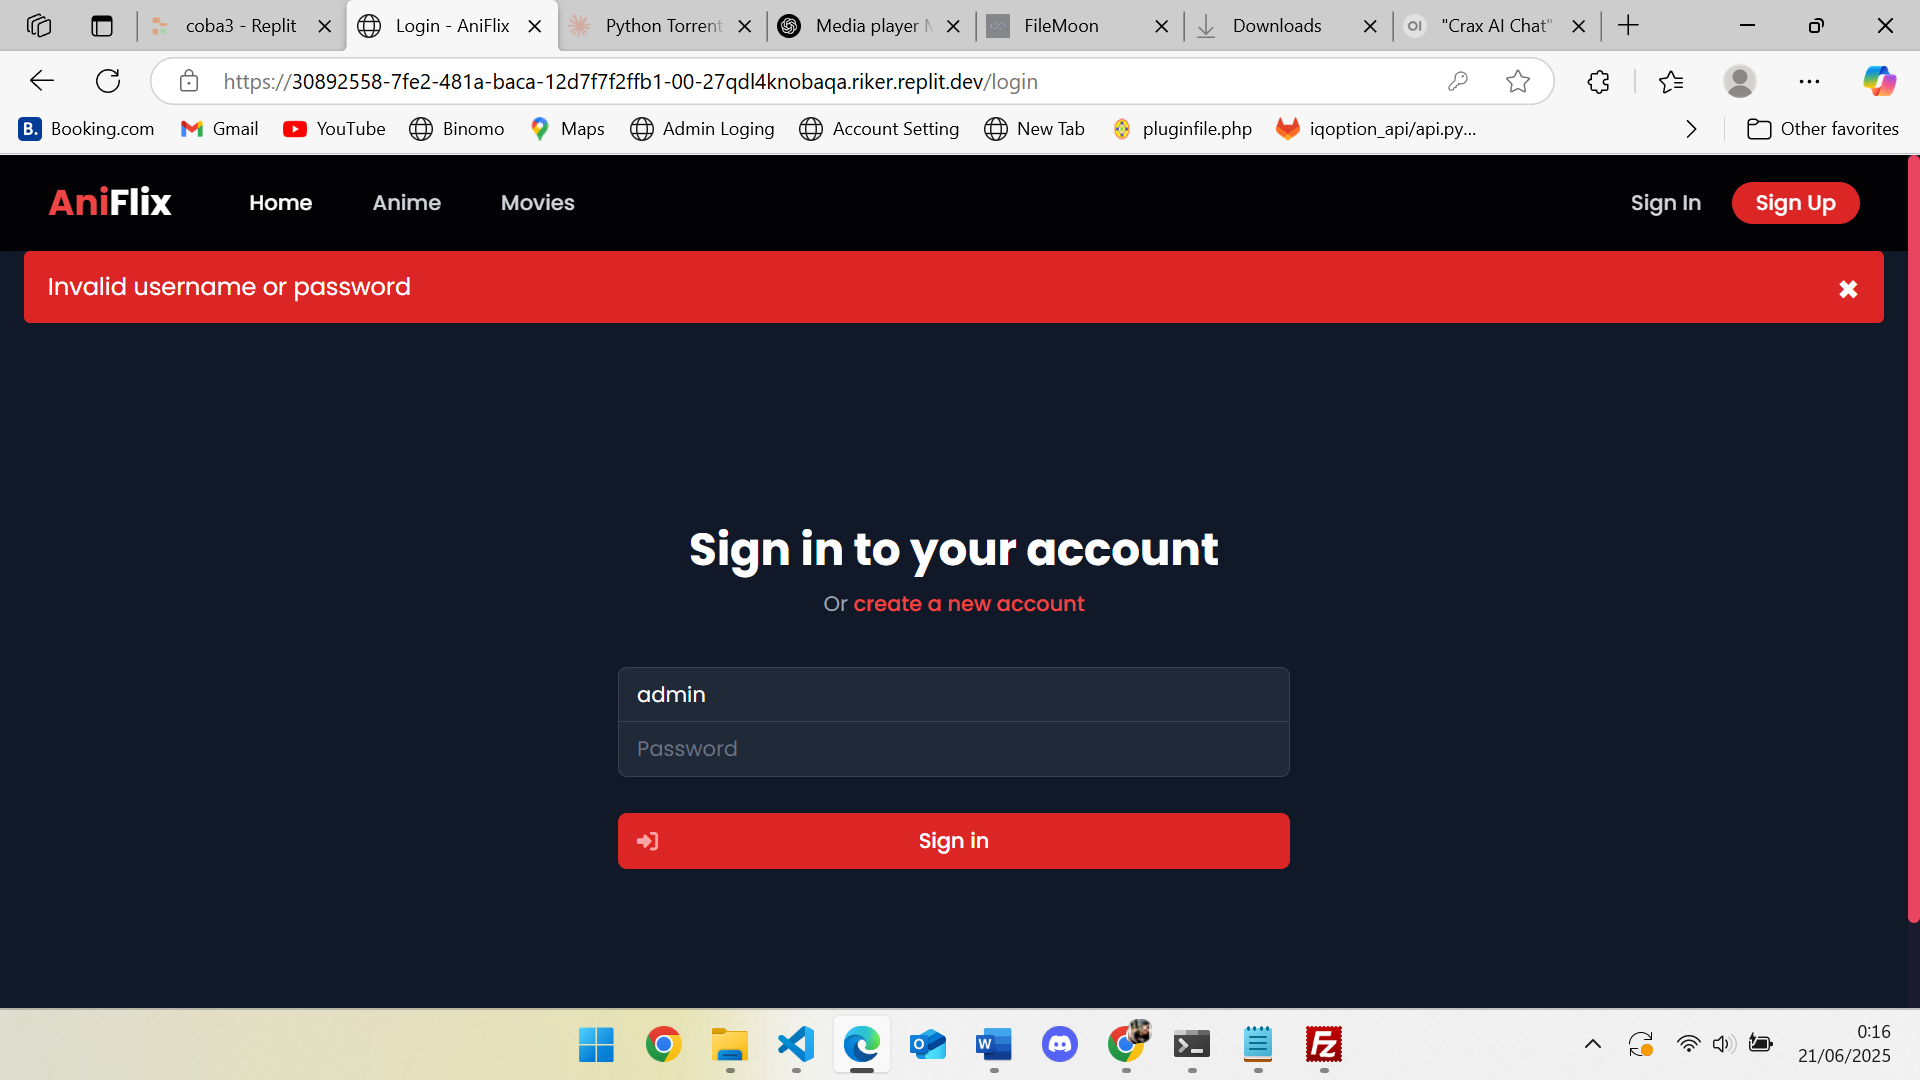 coba3 - Replit
Login - AniFlix
Python Torrent
Media player
FileMoon
Downloads
OI
"Crax AI Chat"
https://30892558-7fe2-481a-baca-12d7f7f2ffb1-00-27qdl4knobaqa.riker.replit.dev/login
B. Booking.com
Gmail
YouTube
Binomo
Maps
Admin Loging
Account Setting
New Tab
pluginfile.php
iqoption_api/api.py...
Other favorites
AniFlix
Home
Anime
Movies
Sign In
Sign Up
Invalid username or password
Sign in to your account
Or create a new account
admin
Password
Sign in
0:16
21/06/2025